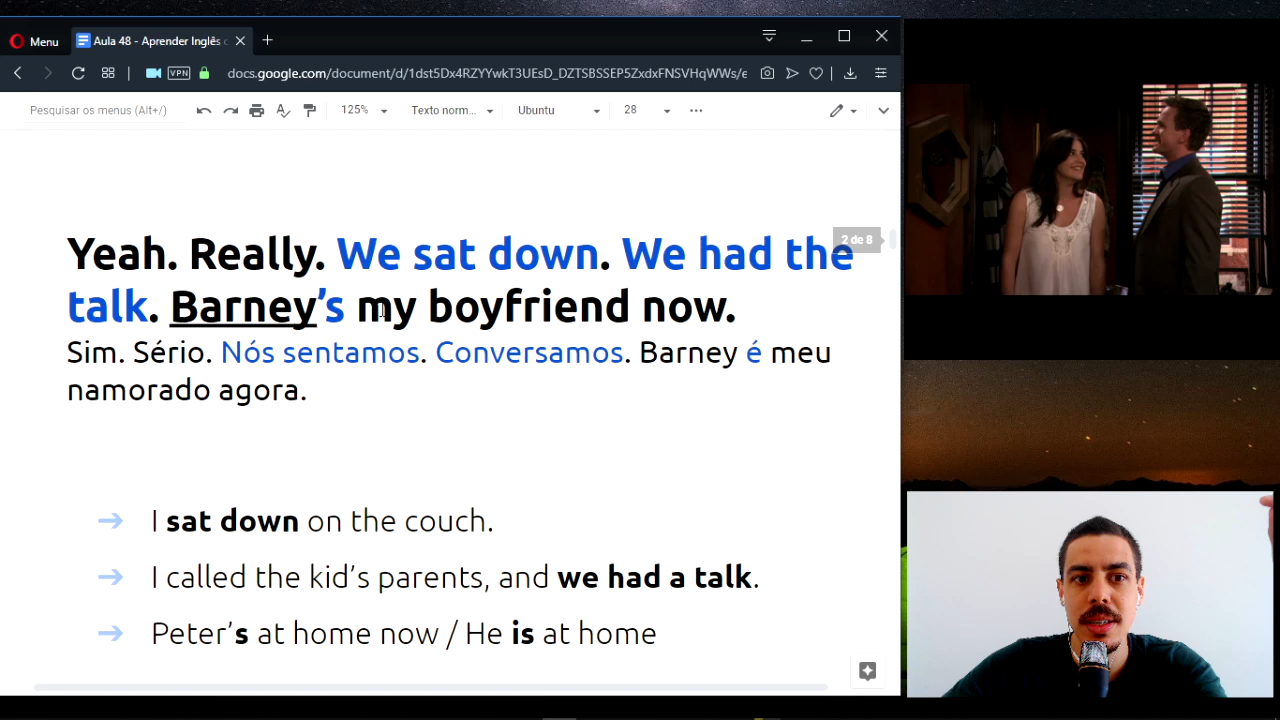 Menu
Aula 48 - Aprender Inglês c
VPN
docs.google.com/document/d/1dst5Dx4RZYYwkT3UEsD_DZTSBSSEP5ZxdxFNSVHqWWs/e
Pesquisar os menus (Alt+/)
125%
Texto norm...
Ubuntu
28
Yeah. Really. We sat down. We had the
2 de 8
talk. Barney's my boyfriend now.
Sim. Sério. Nós sentamos. Conversamos. Barney é meu
namorado agora.
➔ I sat down on the couch.
➔ I called the kid's parents, and we had a talk.
➔ Peter's at home now / He is at home